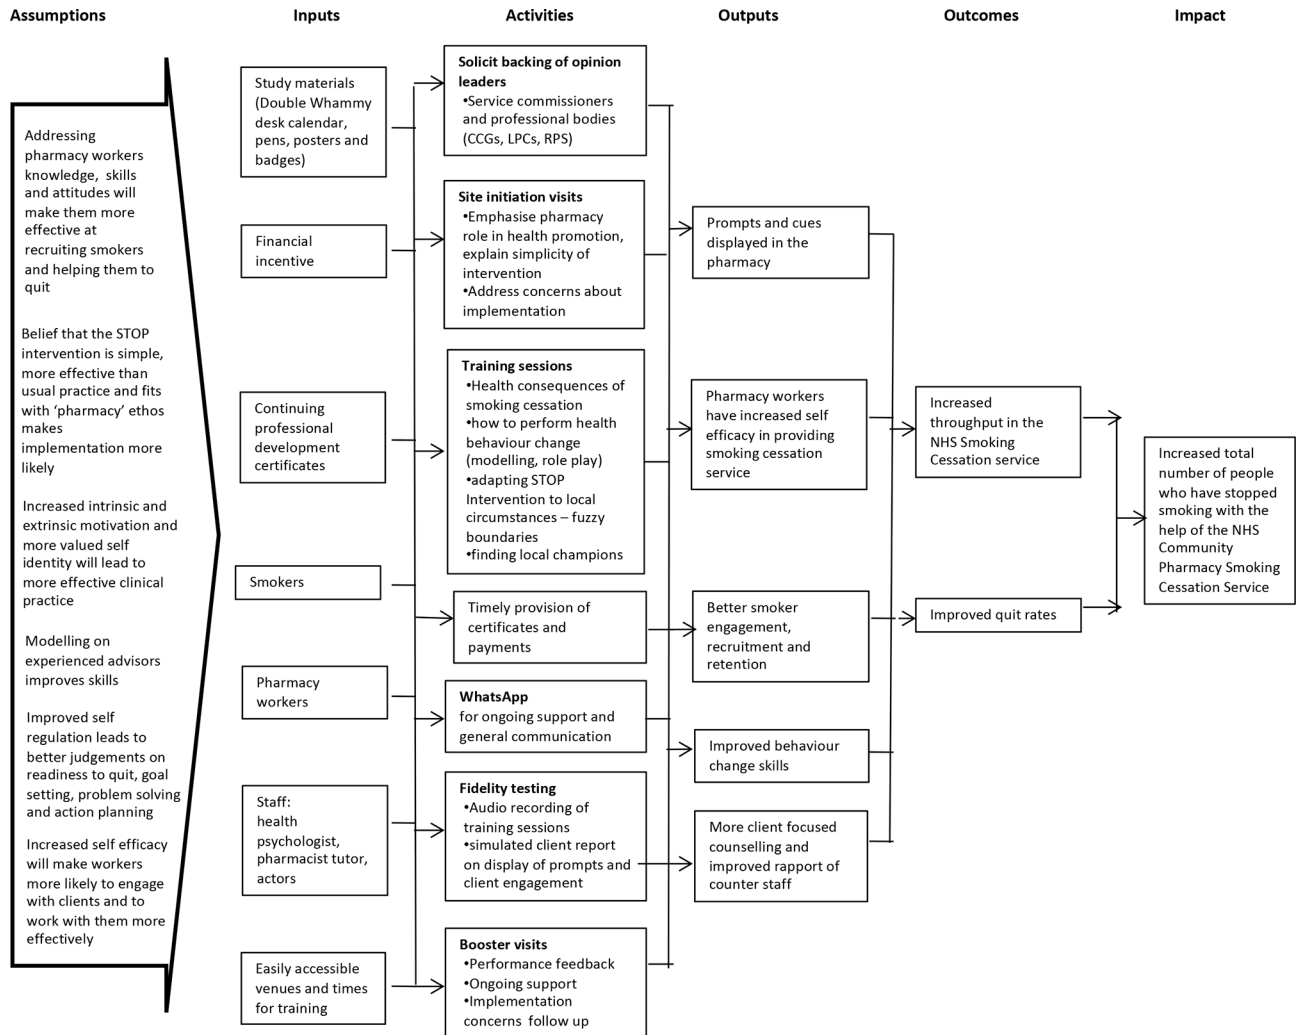 Assumptions
Inputs
Activities
Outputs
Outcomes
Impact
Addressing
pharmacy workers
knowledge, skills
and attitudes will
make them more
effective at
recruiting smokers
and helping them to
quit
Belief that the STOP
intervention is simple,
more effective than
usual practice and fits
with ‘pharmacy’ ethos
makes
implementation more
likely
Increased intrinsic and
extrinsic motivation and
more valued self
identity will lead to
more effective clinical
practice
Modelling on
experienced advisors
improves skills
Improved self
regulation leads to
better judgements on
readiness to quit, goal
setting, problem solving
and action planning
Increased self efficacy
will make workers
more likely to engage
with clients and to
work with them more
effectively
Study materials
(Double Whammy
desk calendar,
pens, posters and
badges)
Financial
incentive
Continuing
professional
development
certificates
Smokers
Pharmacy
workers
Staff:
health
psychologist,
pharmacist tutor,
actors
Easily accessible
venues and times
for training
Solicit backing of opinion
leaders
•Service commissioners
and professional bodies
(CCGs, LPCs, RPS)
Site initiation visits
•Emphasise pharmacy
role in health promotion,
explain simplicity of
intervention
•Address concerns about
implementation
Training sessions
•Health consequences of
smoking cessation
•how to perform health
behaviour change
(modelling, role play)
•adapting STOP
Intervention to local
circumstances – fuzzy
boundaries
•finding local champions
Timely provision of
certificates and
payments
WhatsApp
for ongoing support and
general communication
Fidelity testing
•Audio recording of
training sessions
•simulated client report
on display of prompts and
client engagement
Booster visits
•Performance feedback
•Ongoing support
•Implementation
concerns follow up
Prompts and cues
displayed in the
pharmacy
Pharmacy workers
have increased self
efficacy in providing
smoking cessation
service
Better smoker
engagement,
recruitment and
retention
Improved behaviour
change skills
More client focused
counselling and
improved rapport of
counter staff
Increased
throughput in the
NHS Smoking
Cessation service
Improved quit rates
Increased total
number of people
who have stopped
smoking with the
help of the NHS
Community
Pharmacy Smoking
Cessation Service